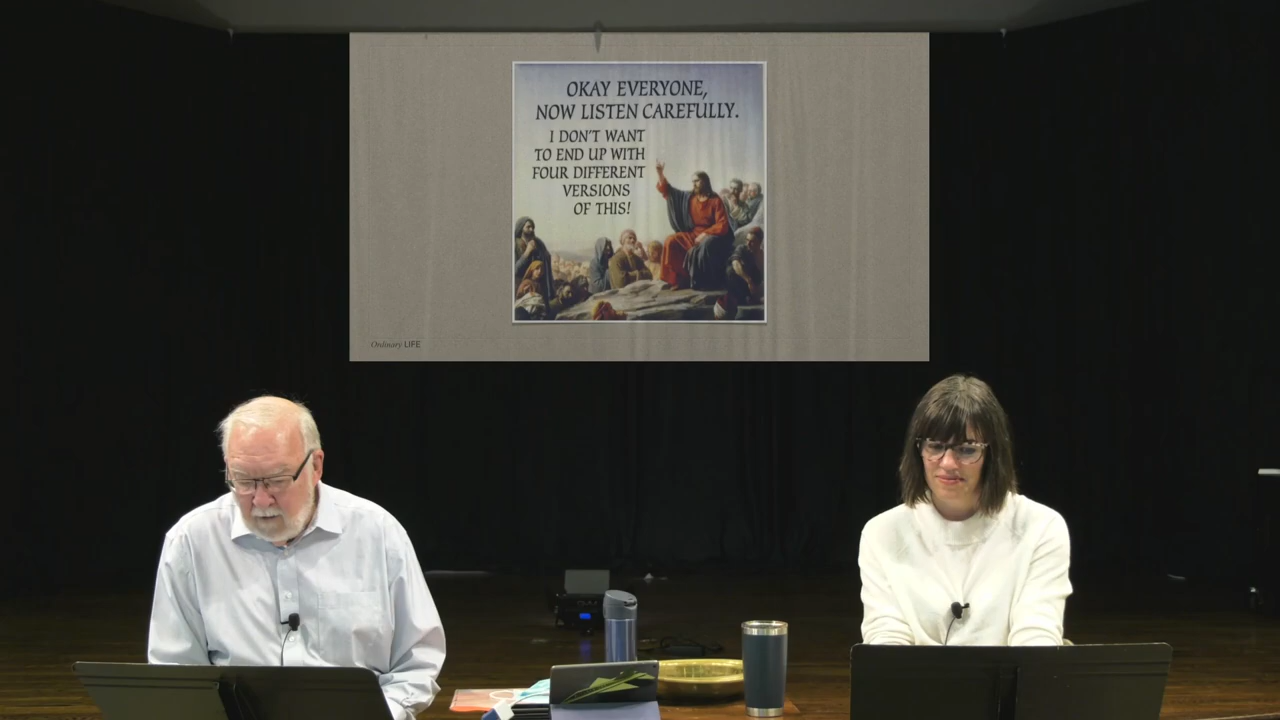 OKAY EVERYONE,
NOW LISTEN CAREFULLY.
I DON'T WANT
TO END UP WITH
FOUR DIFFERENT
VERSIONS
OF THIS!
Ordinary LIFE